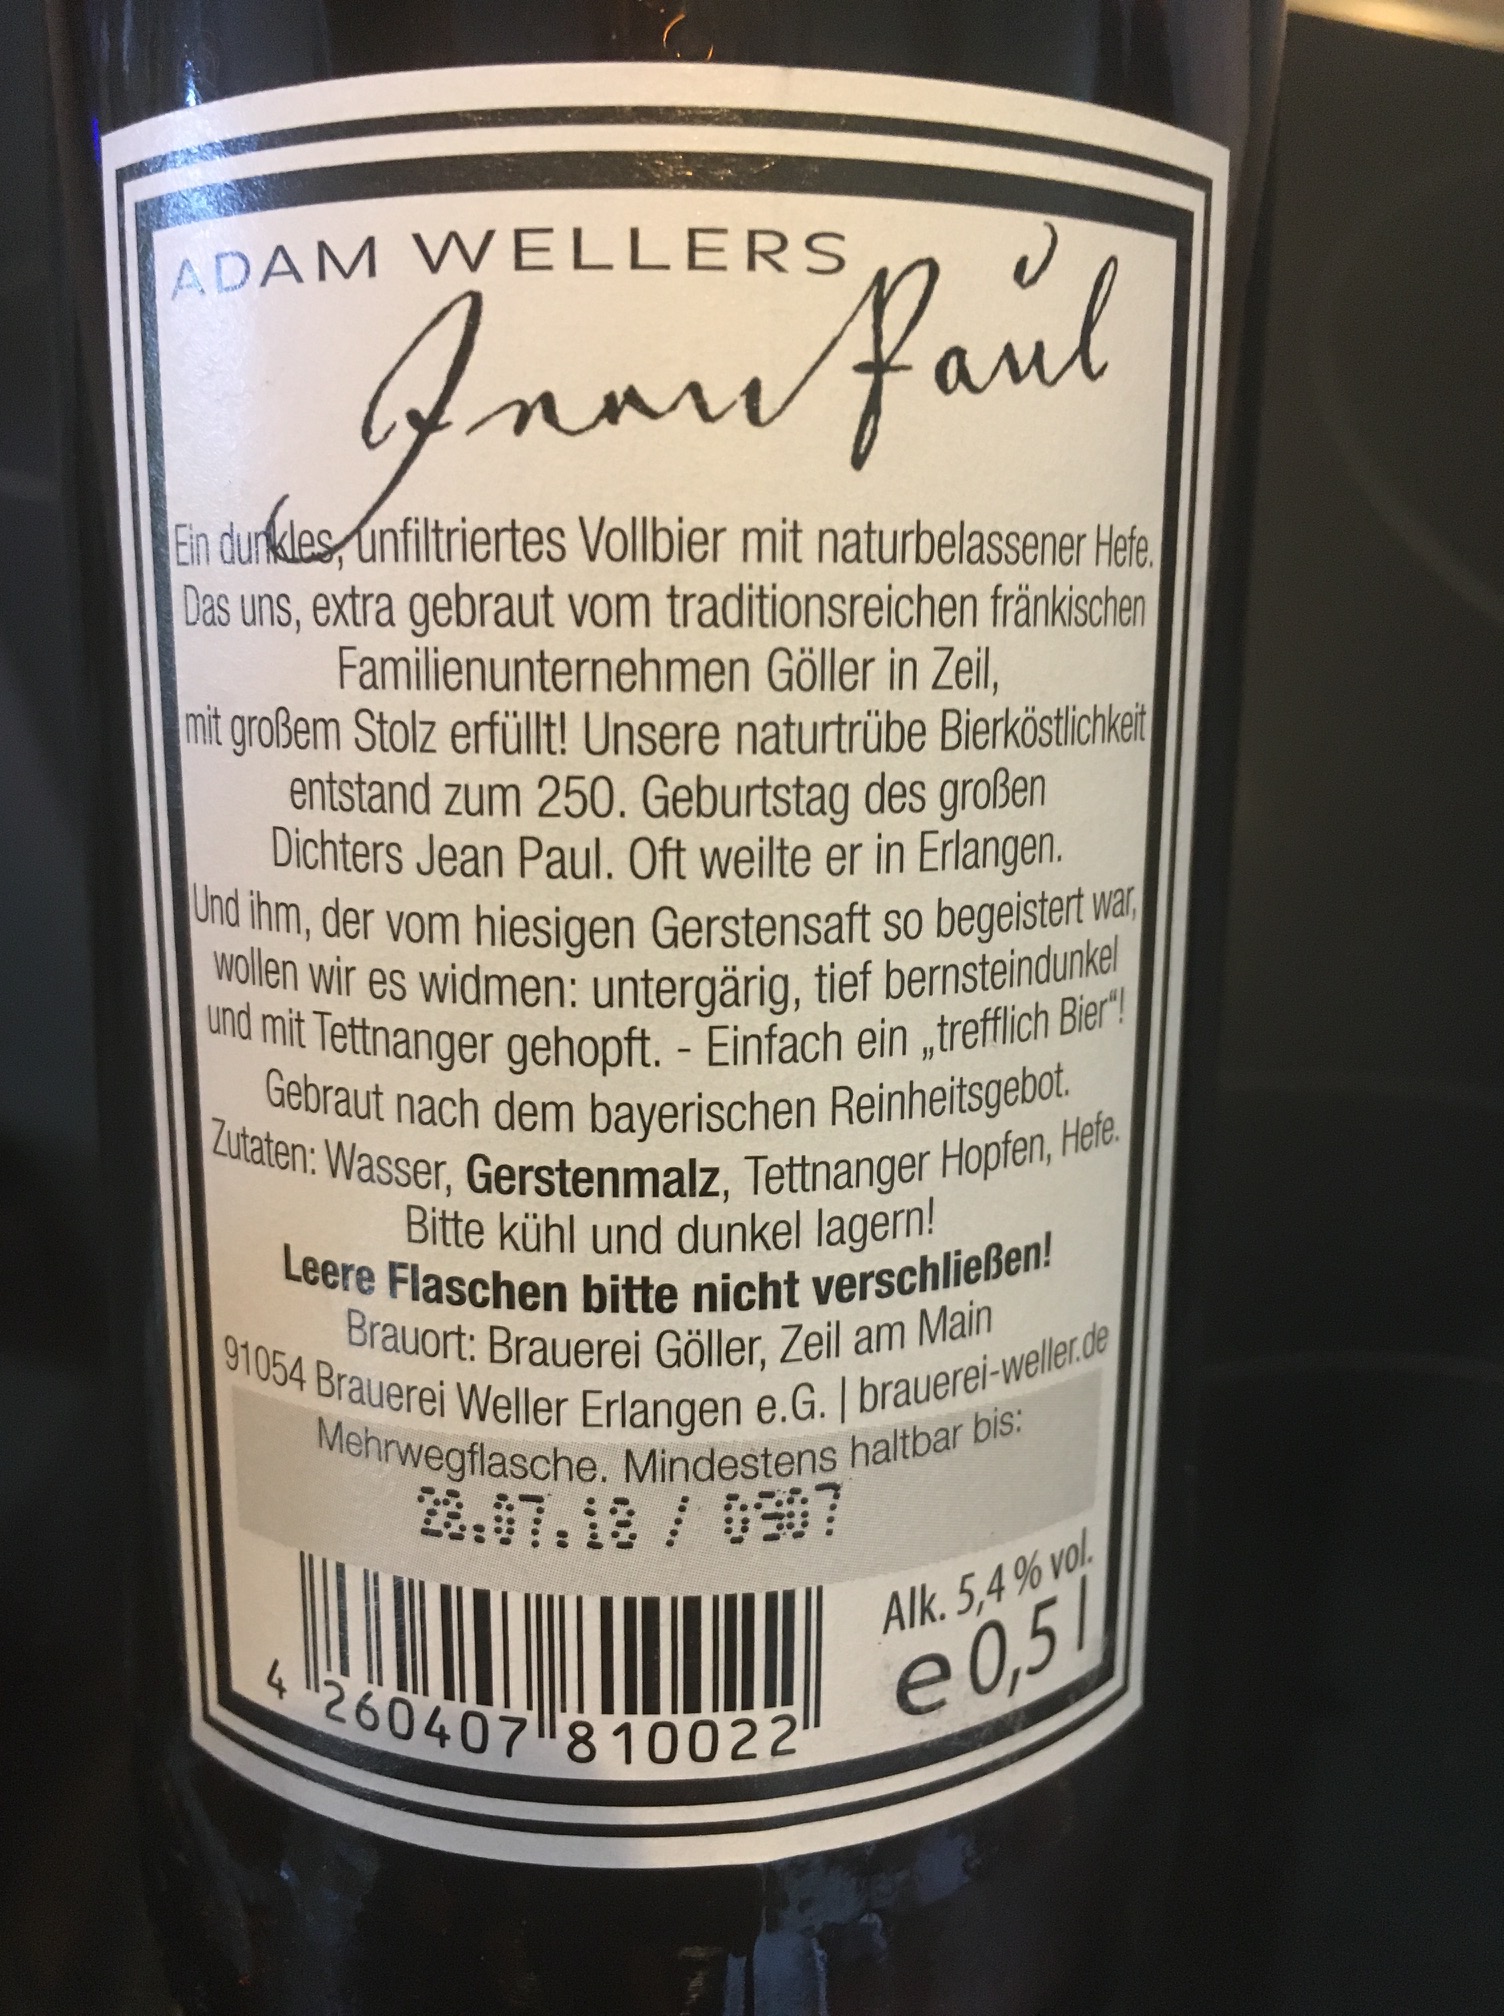 ADAM WELLERS
Jean Paul
Ein dunkles, unfiltriertes Vollbier mit naturbelassener Hefe.
Das uns, extra gebraut vom traditionsreichen fränkischen
Familienunternehmen Göller in Zeil,
mit großem Stolz erfüllt! Unsere naturtrübe Bierköstlichkeit
entstand zum 250. Geburtstag des großen
Dichters Jean Paul. Oft weilte er in Erlangen.
Und ihm, der vom hiesigen Gerstensaft so begeistert war,
wollen wir es widmen: untergärig, tief bernsteindunkel
und mit Tettnanger gehopft. - Einfach ein „trefflich Bier“!
Gebraut nach dem bayerischen Reinheitsgebot.
Zutaten: Wasser, Gerstenmalz, Tettnanger Hopfen, Hefe.
Bitte kühl und dunkel lagern!
Leere Flaschen bitte nicht verschließen!
Brauort: Brauerei Göller, Zeil am Main
91054 Brauerei Weller Erlangen e.G. | brauerei-weller.de
Mehrwegflasche. Mindestens haltbar bis:
28.07.18 / 0907
Alk. 5,4 % vol.
e 0,5 l
4 260407 810022